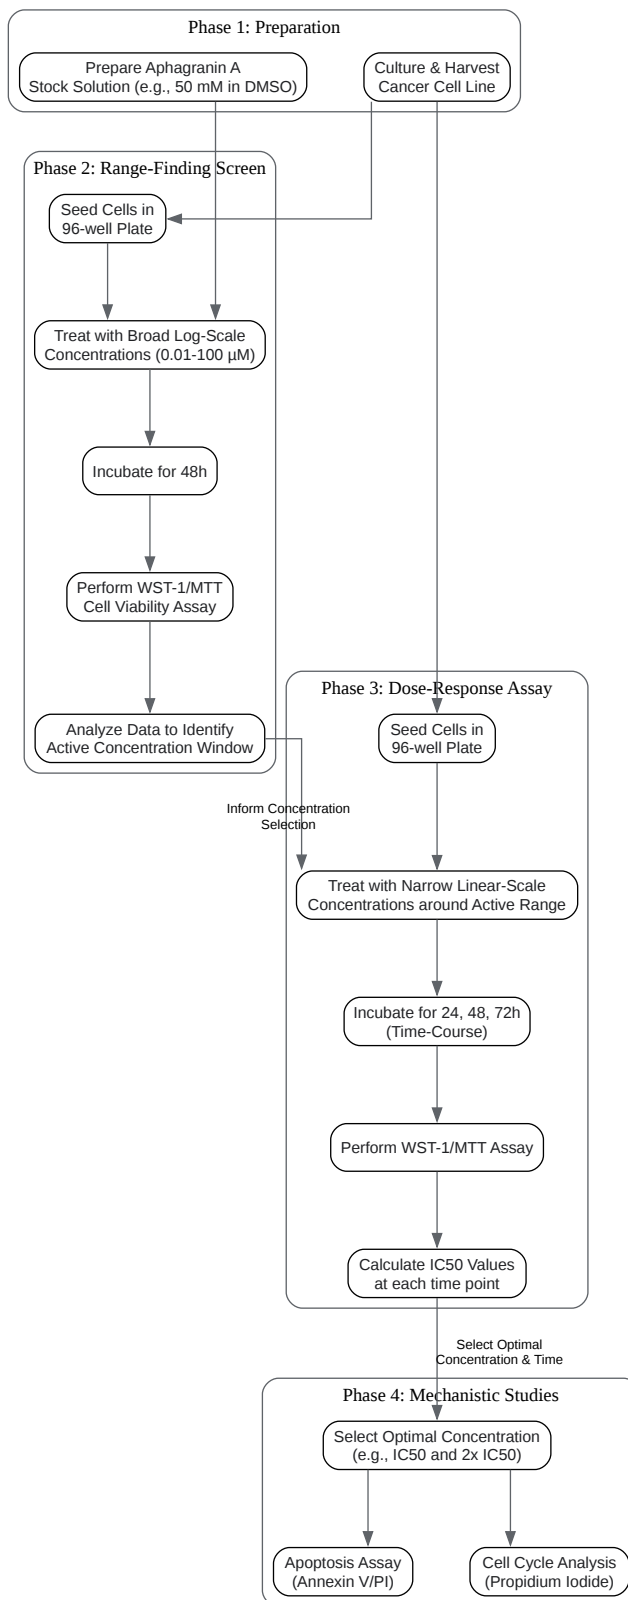 Phase 1: Preparation
Prepare Aphagranin A
Stock Solution (e.g., 50 mM in DMSO)
Culture & Harvest
Cancer Cell Line
Phase 2: Range-Finding Screen
Seed Cells in
96-well Plate
Treat with Broad Log-Scale
Concentrations (0.01-100 µM)
Incubate for 48h
Perform WST-1/MTT
Cell Viability Assay
Analyze Data to Identify
Active Concentration Window
Inform Concentration
Selection
Phase 3: Dose-Response Assay
Seed Cells in
96-well Plate
Treat with Narrow Linear-Scale
Concentrations around Active Range
Incubate for 24, 48, 72h
(Time-Course)
Perform WST-1/MTT Assay
Calculate IC50 Values
at each time point
Select Optimal
Concentration & Time
Phase 4: Mechanistic Studies
Select Optimal Concentration
(e.g., IC50 and 2x IC50)
Apoptosis Assay
(Annexin V/PI)
Cell Cycle Analysis
(Propidium Iodide)